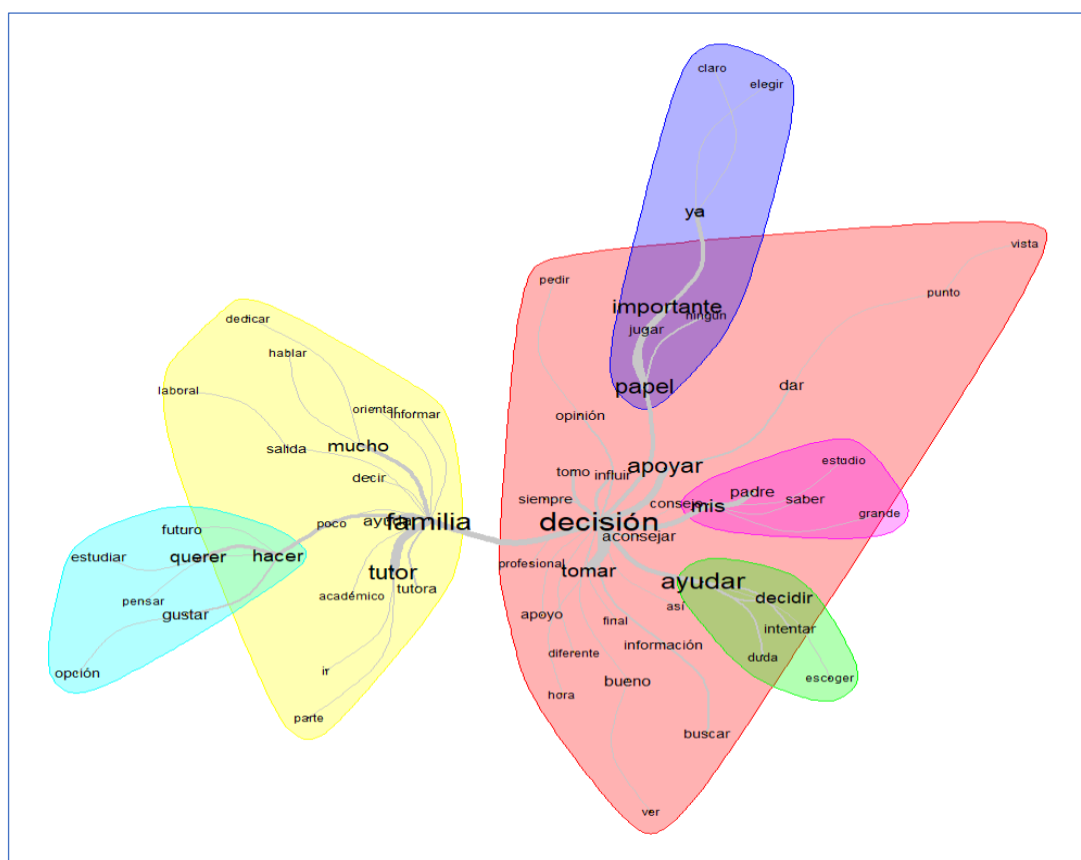 claro
elegir
ya
vista
pedir
punto
importante
ningún
jugar
dedicar
hablar
papel
dar
laboral
orientar
informar
opinión
mucho
salida
decir
tomo
influir
apoyar
estudio
siempre
consejo
mis
padre
saber
grande
poco
ayuda
familia
decisión
aconsejar
futuro
estudiar
querer
hacer
tutor
tutora
profesional
tomar
ayudar
pensar
gustar
académico
así
decidir
apoyo
final
intentar
información
diferente
duda
opción
ir
hora
bueno
escoger
parte
buscar
ver